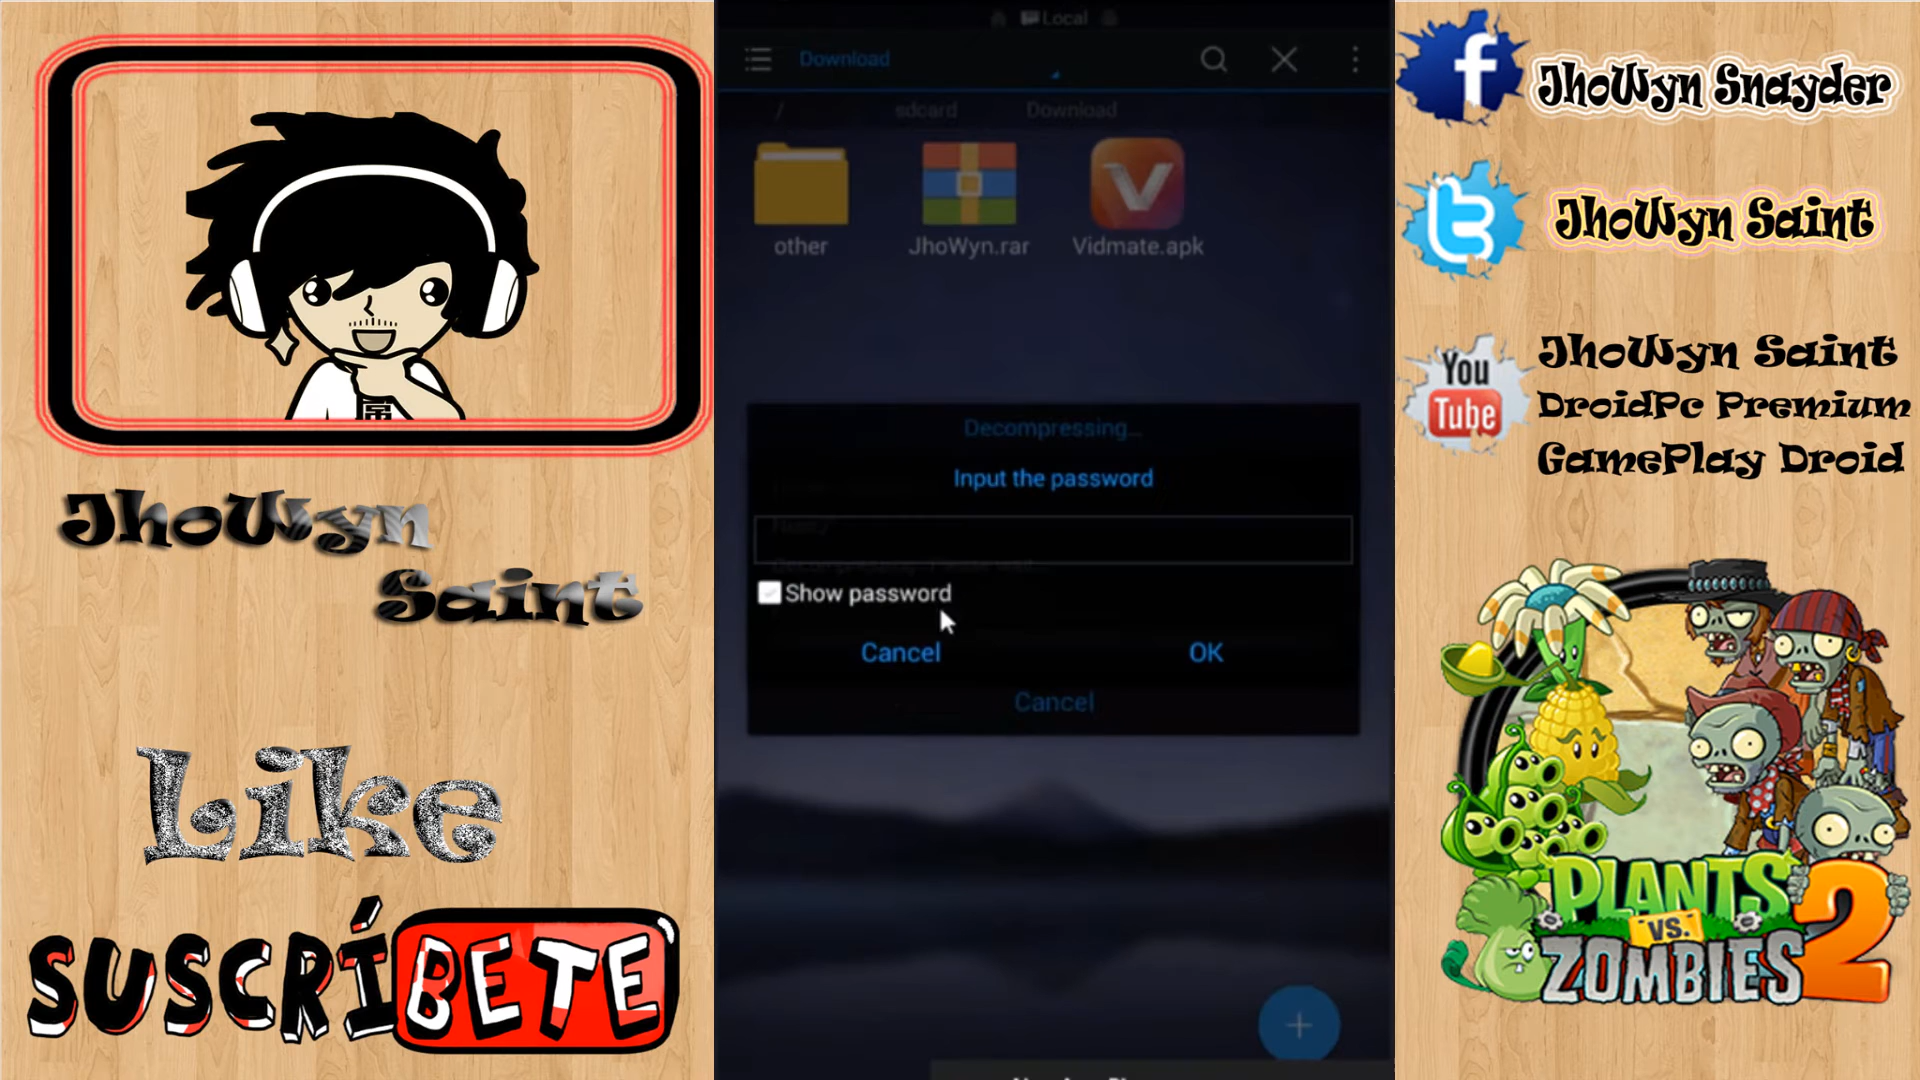 JhoWyn
Saint
Like
SUSCRÍBETE
Local
Download
/ sdcard Download
other
JhoWyn.rar
Vidmate.apk
Decompressing...
Input the password
Show password
Cancel
OK
Cancel
JhoWyn Snayder
JhoWyn Saint
You
Tube
JhoWyn Saint
DroidPc Premium
GamePlay Droid
PLANTS
VS.
ZOMBIES 2